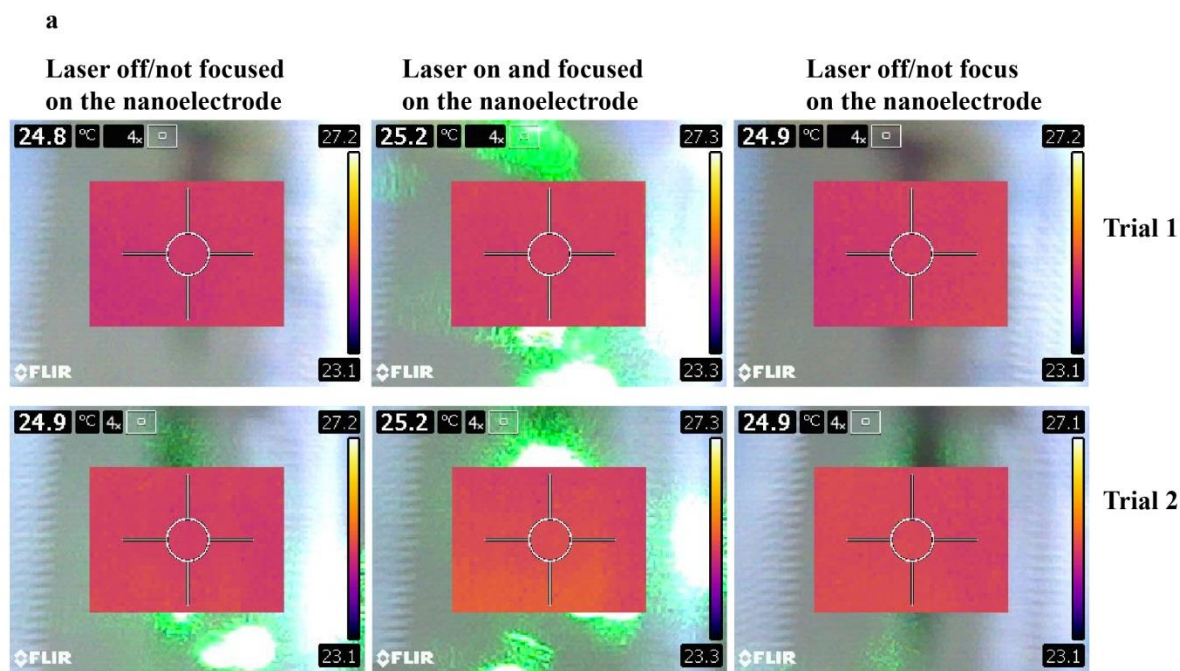 a
Laser off/not focused
on the nanoelectrode
Laser on and focused
on the nanoelectrode
Laser off/not focus
on the nanoelectrode
24.8 °C 4x
27.2
FLIR
23.1
25.2 °C 4x
27.3
FLIR
23.3
24.9 °C 4x
27.2
FLIR
23.1
Trial 1
24.9 °C 4x
27.2
FLIR
23.1
25.2 °C 4x
27.3
FLIR
23.3
24.9 °C 4x
27.1
FLIR
23.1
Trial 2